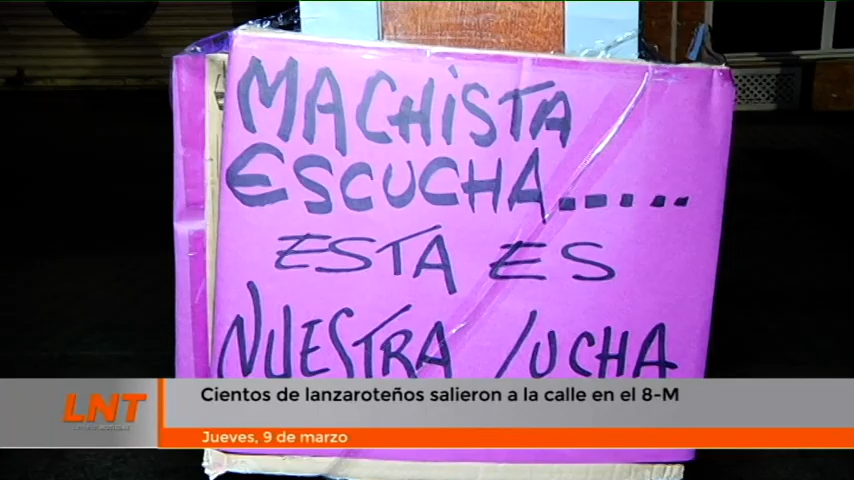 MACHISTA
ESCUCHA.....
ESTA ES
NUESTRA LUCHA
Cientos de lanzaroteños salieron a la calle en el 8-M
LNT
Jueves, 9 de marzo